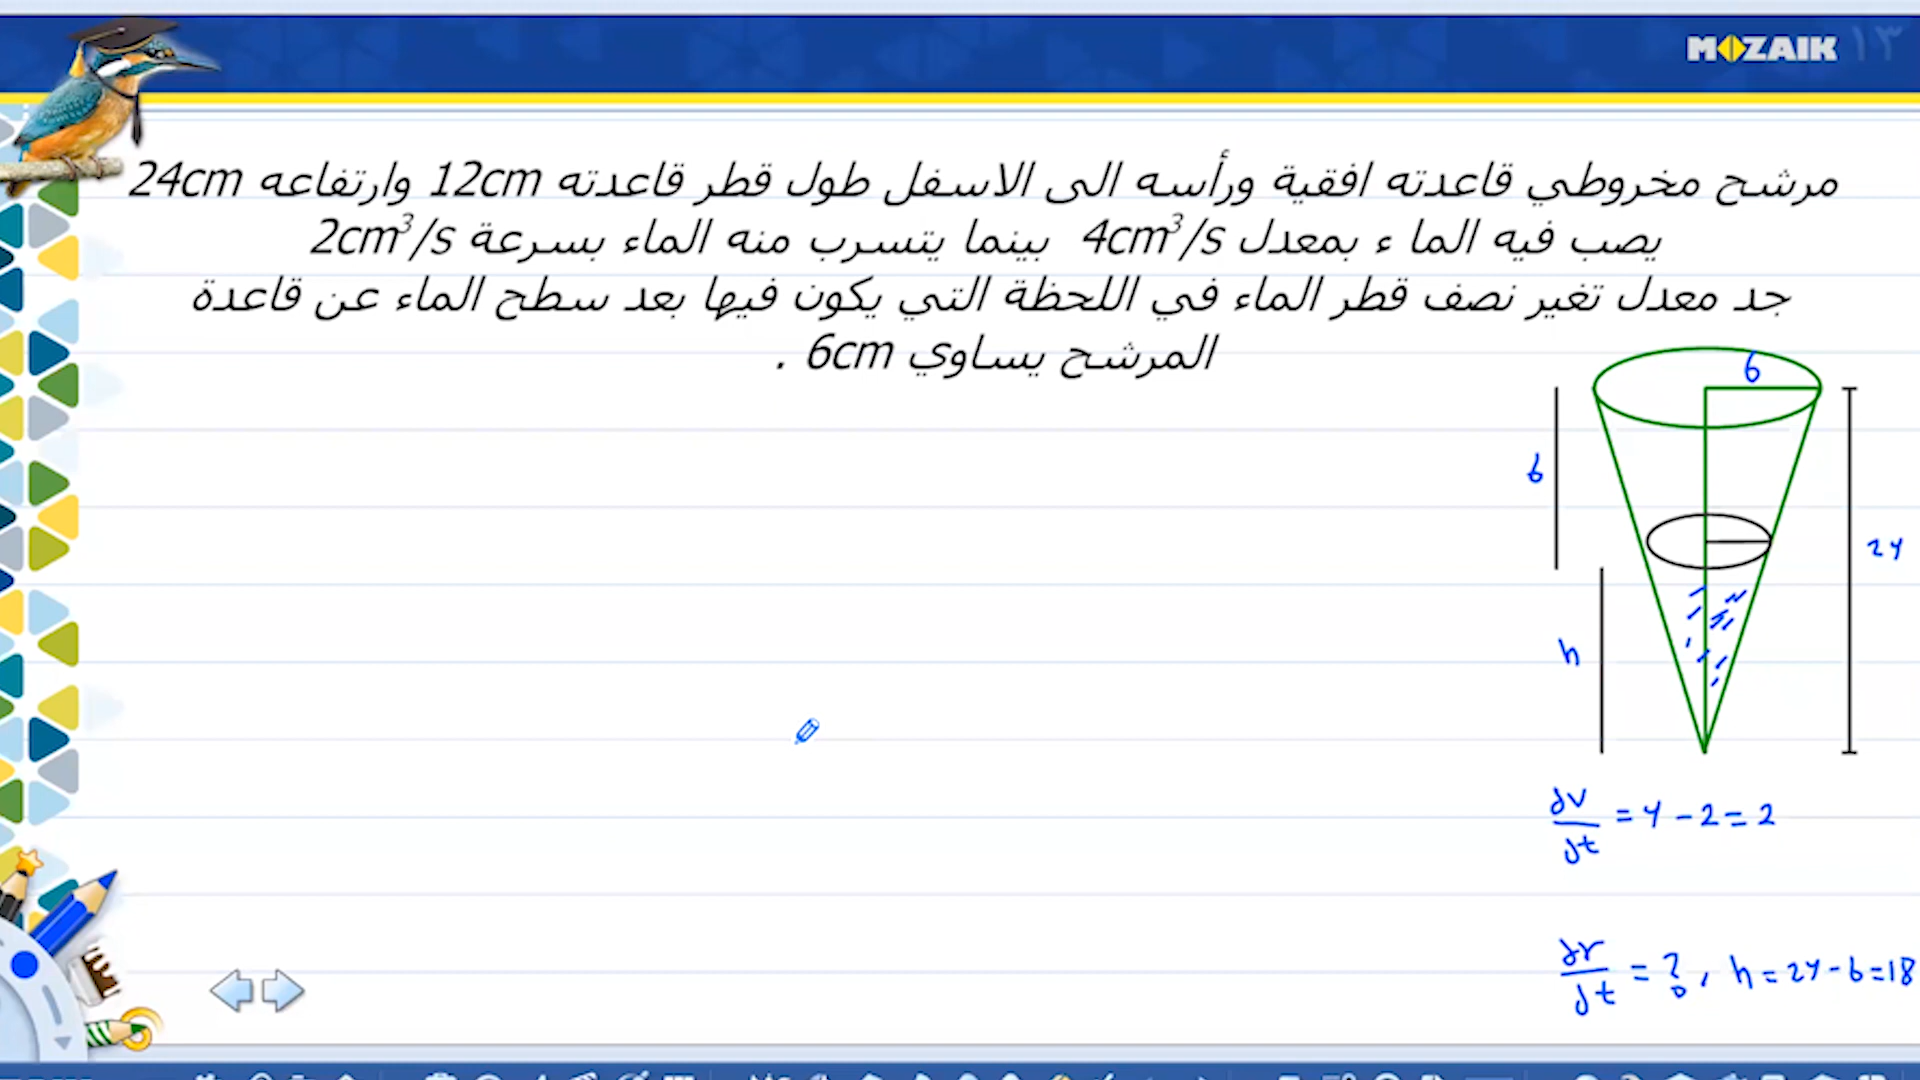 MOZAIK ١٣
مرشح مخروطي قاعدته افقية ورأسه الى الاسفل طول قطر قاعدته 12cm وارتفاعه 24cm
يصب فيه الما ء بمعدل 4cm³/s بينما يتسرب منه الماء بسرعة 2cm³/s
جد معدل تغير نصف قطر الماء في اللحظة التي يكون فيها بعد سطح الماء عن قاعدة
المرشح يساوي 6cm .
6
6
24
h
dv/dt = 4 - 2 = 2
dr/dt = ? , h = 24 - 6 = 18